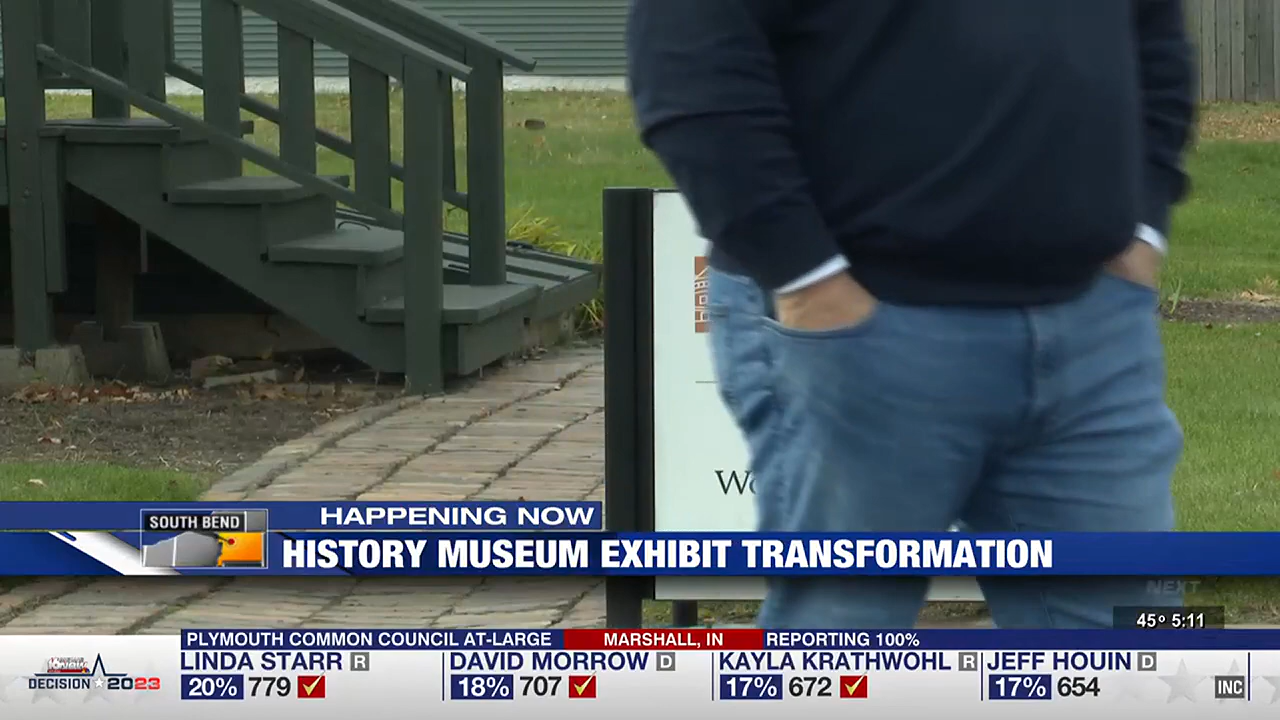 HAPPENING NOW
SOUTH BEND
HISTORY MUSEUM EXHIBIT TRANSFORMATION
NEXT
45° 5:11
PLYMOUTH COMMON COUNCIL AT-LARGE MARSHALL, IN REPORTING 100%
LINDA STARR R DAVID MORROW D KAYLA KRATHWOHL R JEFF HOUIN D
20% 779 18% 707 17% 672 17% 654 INC
DECISION 2023